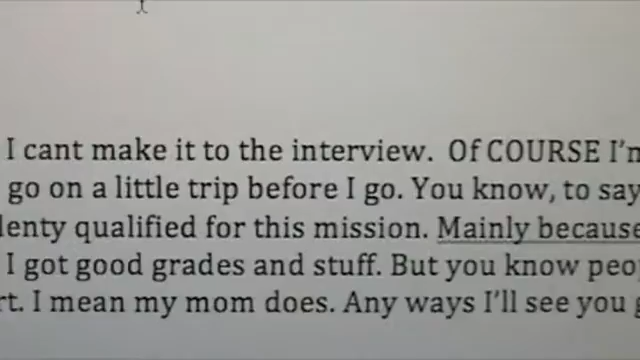 I cant make it to the interview. Of COURSE I'm
go on a little trip before I go. You know, to say
plenty qualified for this mission. Mainly because
I got good grades and stuff. But you know
I mean my mom does. Any ways I'll see you